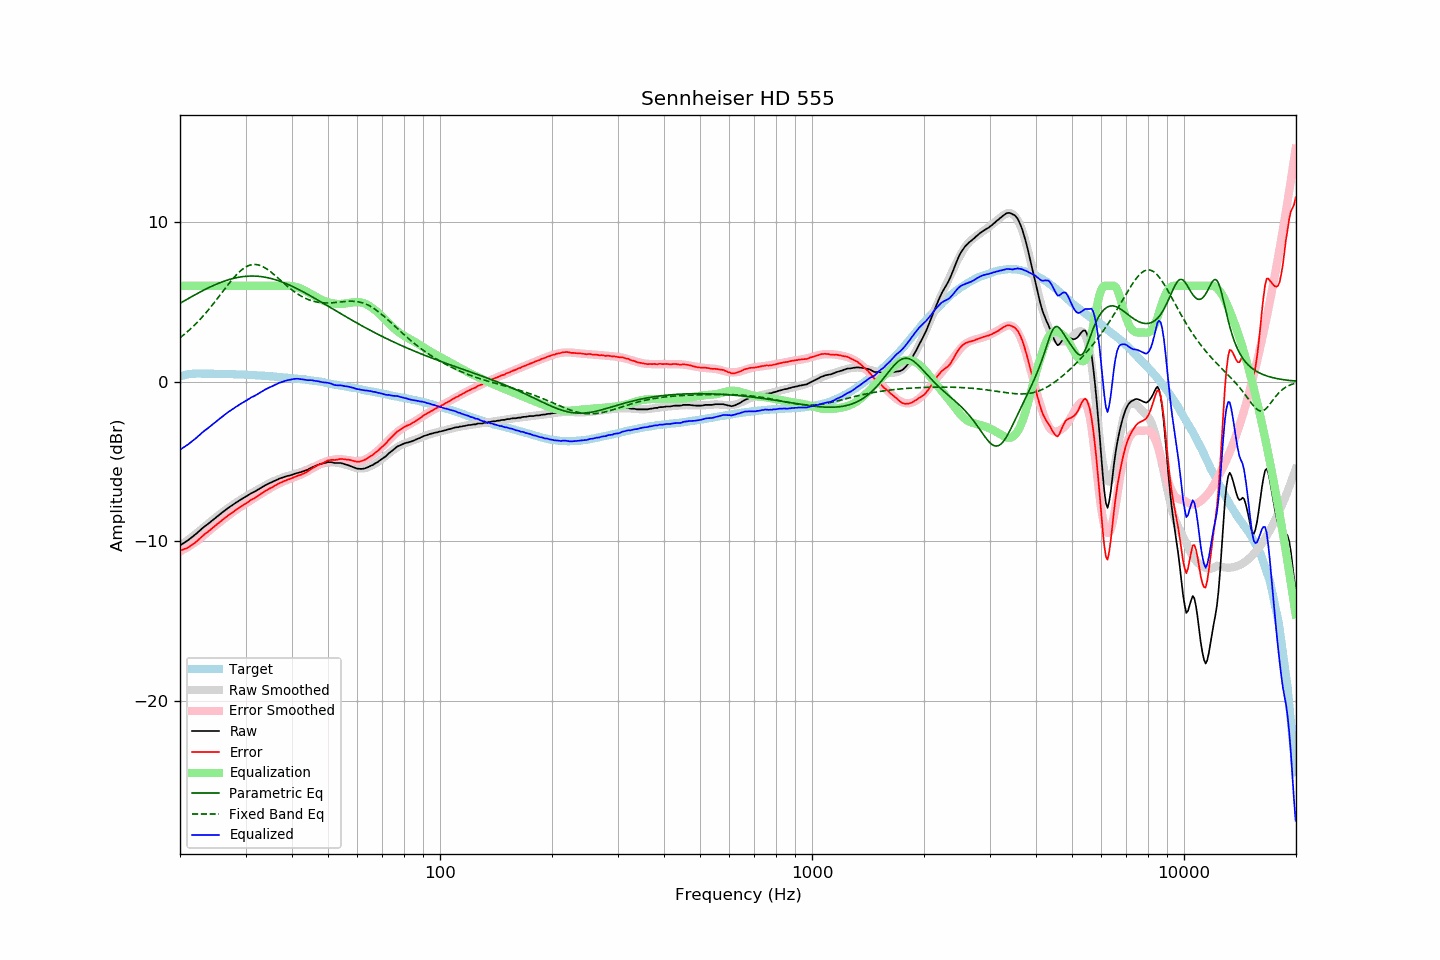 Sennheiser HD 555
Amplitude (dBr)
10
0
−10
−20
Target
Raw Smoothed
Error Smoothed
Raw
Error
Equalization
Parametric Eq
Fixed Band Eq
Equalized
100
1000
10000
Frequency (Hz)